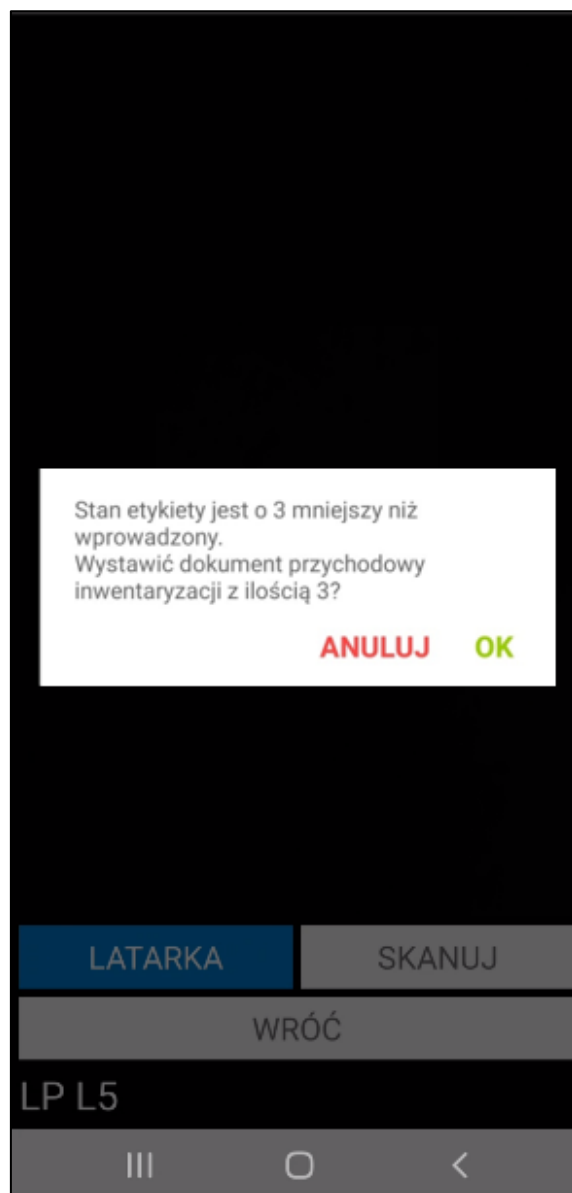 Stan etykiety jest o 3 mniejszy niż
wprowadzony.
Wystawić dokument przychodowy
inwentaryzacji z ilością 3?
ANULUJ OK
LATARKA SKANUJ
WRÓĆ
LP L5